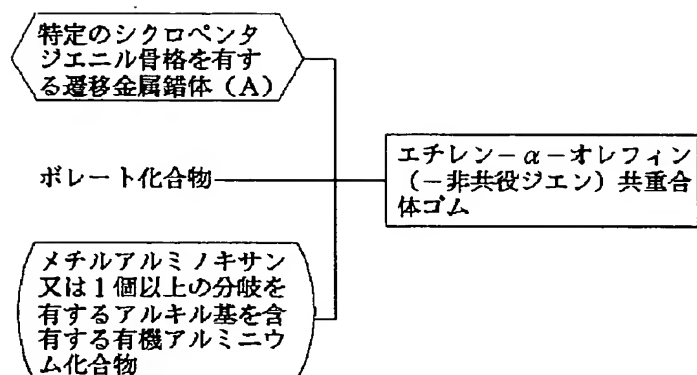 特定のシクロペンタ
ジエニル骨格を有す
る遷移金属錯体（A）
ボレート化合物
エチレン－α－オレフィン
（－非共役ジエン）共重合
体ゴム
メチルアルミノキサン
又は1個以上の分岐を
有するアルキル基を含
有する有機アルミニウ
ム化合物